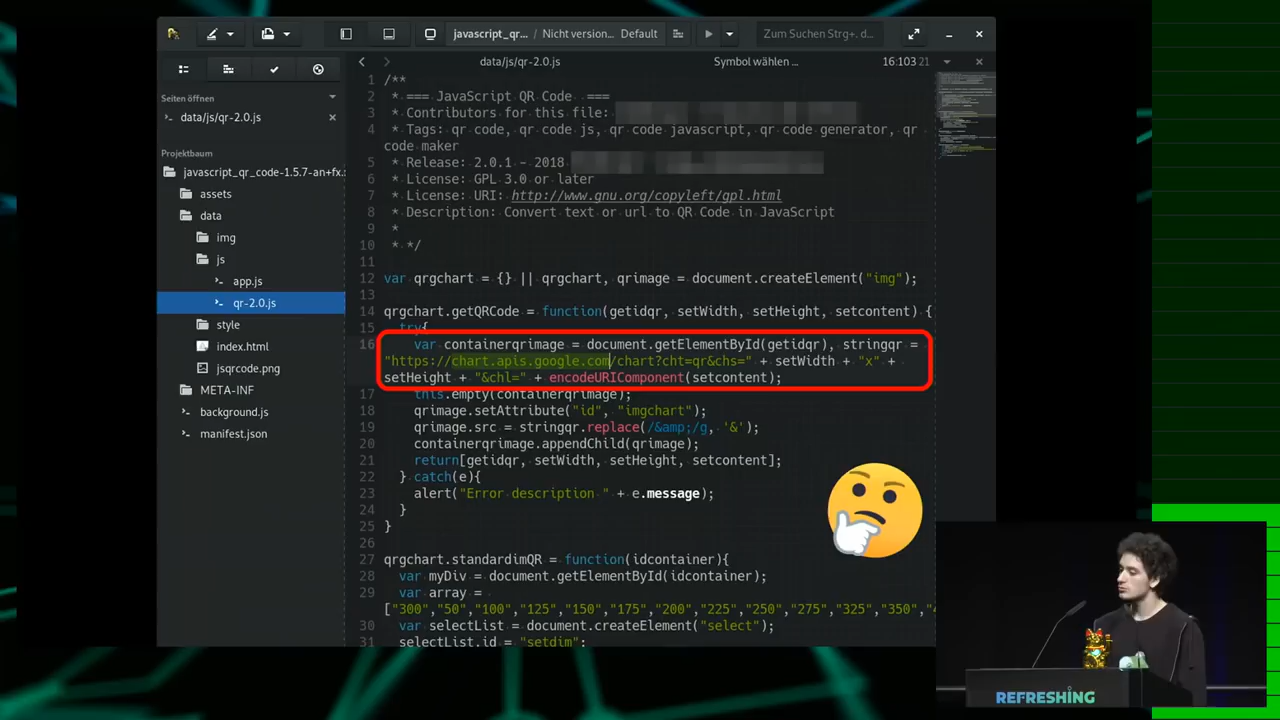 javascript_qr... / Nicht version... Default
Zum Suchen Strg+. d...
data/js/qr-2.0.js
Symbol wählen ...
16:103 21
Seiten öffnen
data/js/qr-2.0.js
Projektbaum
javascript_qr_code-1.5.7-an+fx.
assets
data
img
js
app.js
qr-2.0.js
style
index.html
jsqrcode.png
META-INF
background.js
manifest.json
1 /**
2 * === JavaScript QR Code ===
3 * Contributors for this file:
4 * Tags: qr code, qr code js, qr code javascript, qr code generator, qr
code maker
5 * Release: 2.0.1 - 2018
6 * License: GPL 3.0 or later
7 * License: URI: http://www.gnu.org/copyleft/gpl.html
8 * Description: Convert text or url to QR Code in JavaScript
9 *
10 * */
11
12 var qrgchart = {} || qrgchart, qrimage = document.createElement("img");
13
14 qrgchart.getQRCode = function(getidqr, setWidth, setHeight, setcontent) {
15 try{
16 var containerqrimage = document.getElementById(getidqr), stringqr =
"https://chart.apis.google.com/chart?cht=qr&chs=" + setWidth + "x" +
setHeight + "&chl=" + encodeURIComponent(setcontent);
17 this.empty(containerqrimage);
18 qrimage.setAttribute("id", "imgchart");
19 qrimage.src = stringqr.replace(/&amp;/g, '&');
20 containerqrimage.appendChild(qrimage);
21 return[getidqr, setWidth, setHeight, setcontent];
22 } catch(e){
23 alert("Error description " + e.message);
24 }
25 }
26
27 qrgchart.standardimQR = function(idcontainer){
28 var myDiv = document.getElementById(idcontainer);
29 var array =
["300","50","100","125","150","175","200","225","250","275","325","350","4
30 var selectList = document.createElement("select");
31 selectList.id = "setdim";
REFRESHING